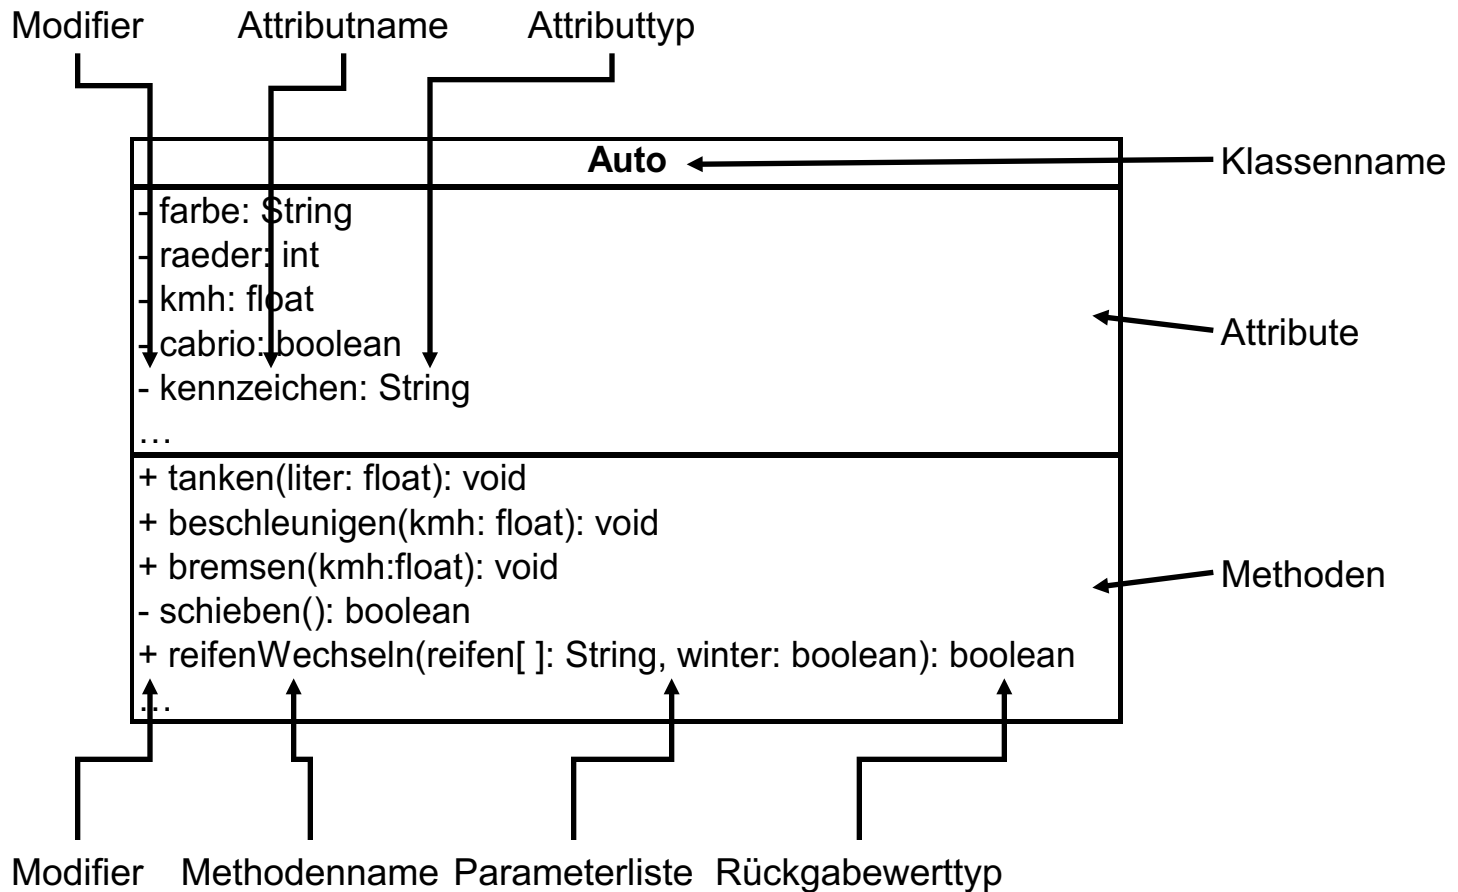 Modifier Attributname Attributtyp
Auto
Klassenname
- farbe: String
- raeder: int
- kmh: float
- cabrio: boolean
- kennzeichen: String
…
Attribute
+ tanken(liter: float): void
+ beschleunigen(kmh: float): void
+ bremsen(kmh:float): void
- schieben(): boolean
+ reifenWechseln(reifen[ ]: String, winter: boolean): boolean
…
Methoden
Modifier Methodenname Parameterliste Rückgabewerttyp